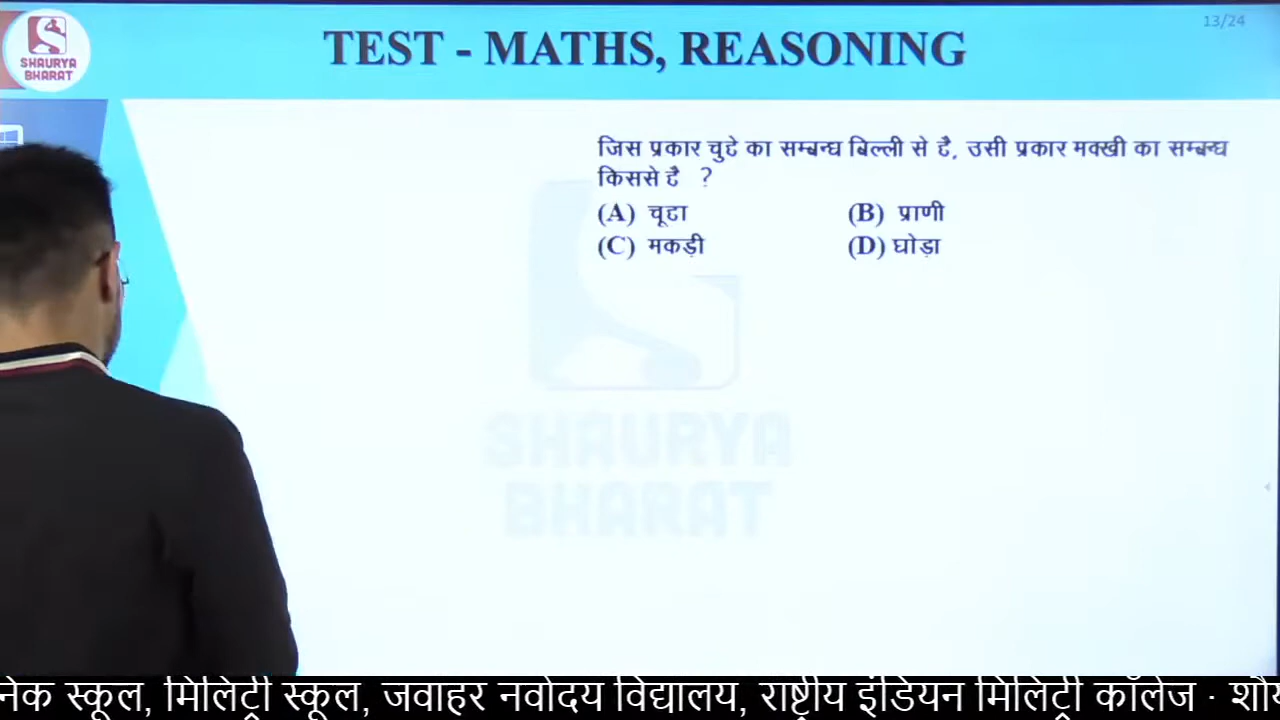 13/24
SHAURYA
BHARAT
TEST - MATHS, REASONING
जिस प्रकार चुहे का सम्बन्घ बिल्ली से है, उसी प्रकार मक्खी का सम्बन्घ
किससे है ?
(A) चूहा (B) प्राणी
(C) मकड़ी (D) घोड़ा
SHAURYA
BHARAT
नेक स्कूल, मिलिट्री स्कूल, जवाहर नवोदय विद्यालय, राष्ट्रीय इंडियन मिलिट्री कॉलेज · शौर